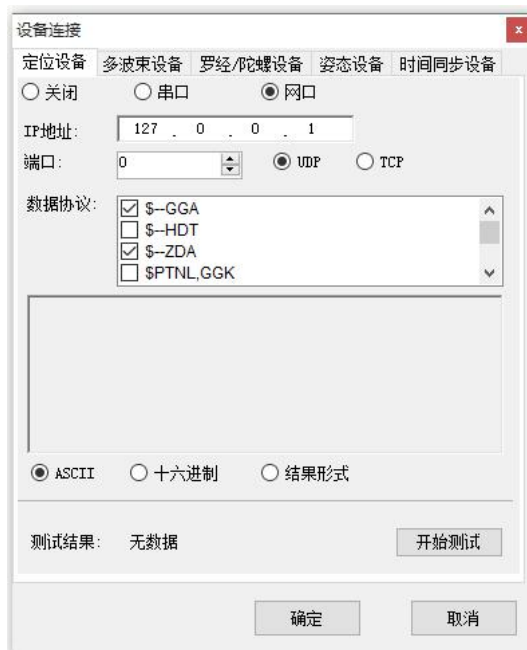 设备连接
定位设备 多波束设备 罗经/陀螺设备 姿态设备 时间同步设备
关闭 串口 网口
IP地址: 127 . 0 . 0 . 1
端口: 0 UDP TCP
数据协议: $--GGA
$--HDT
$--ZDA
$PTNL,GGK
ASCII 十六进制 结果形式
测试结果: 无数据 开始测试
确定 取消